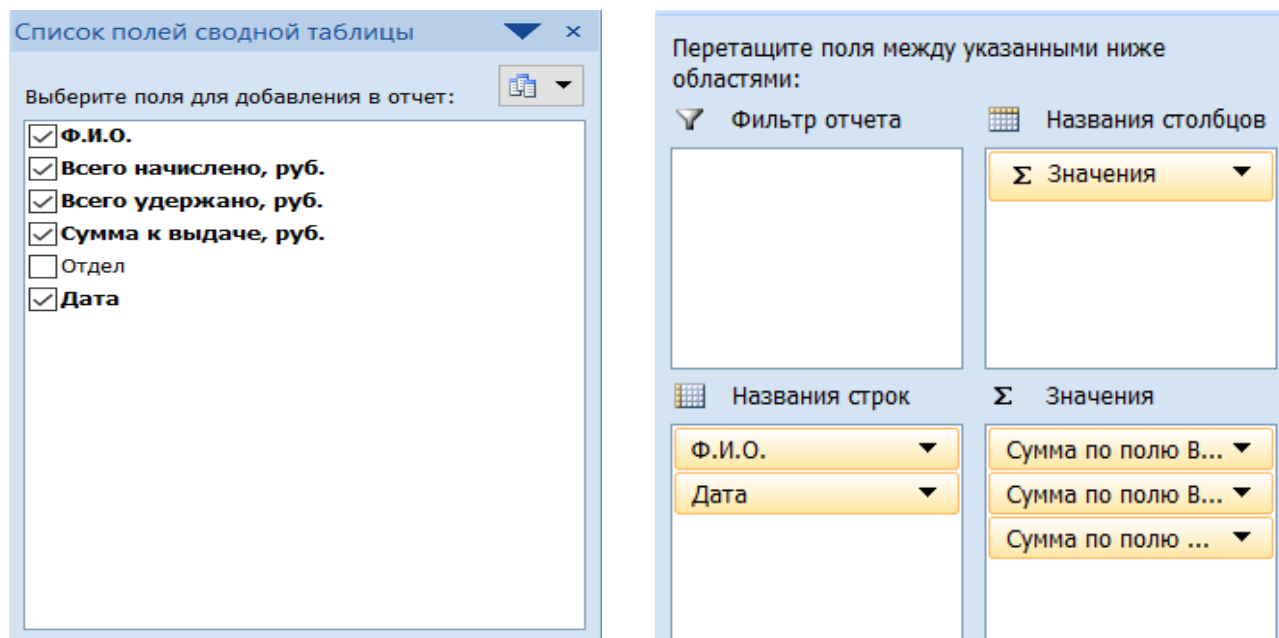 Список полей сводной таблицы
Выберите поля для добавления в отчет:
Ф.И.О.
Всего начислено, руб.
Всего удержано, руб.
Сумма к выдаче, руб.
Отдел
Дата
Перетащите поля между указанными ниже
областями:
Фильтр отчета
Названия столбцов
Σ Значения
Названия строк
Σ Значения
Ф.И.О.
Дата
Сумма по полю В...
Сумма по полю В...
Сумма по полю ...